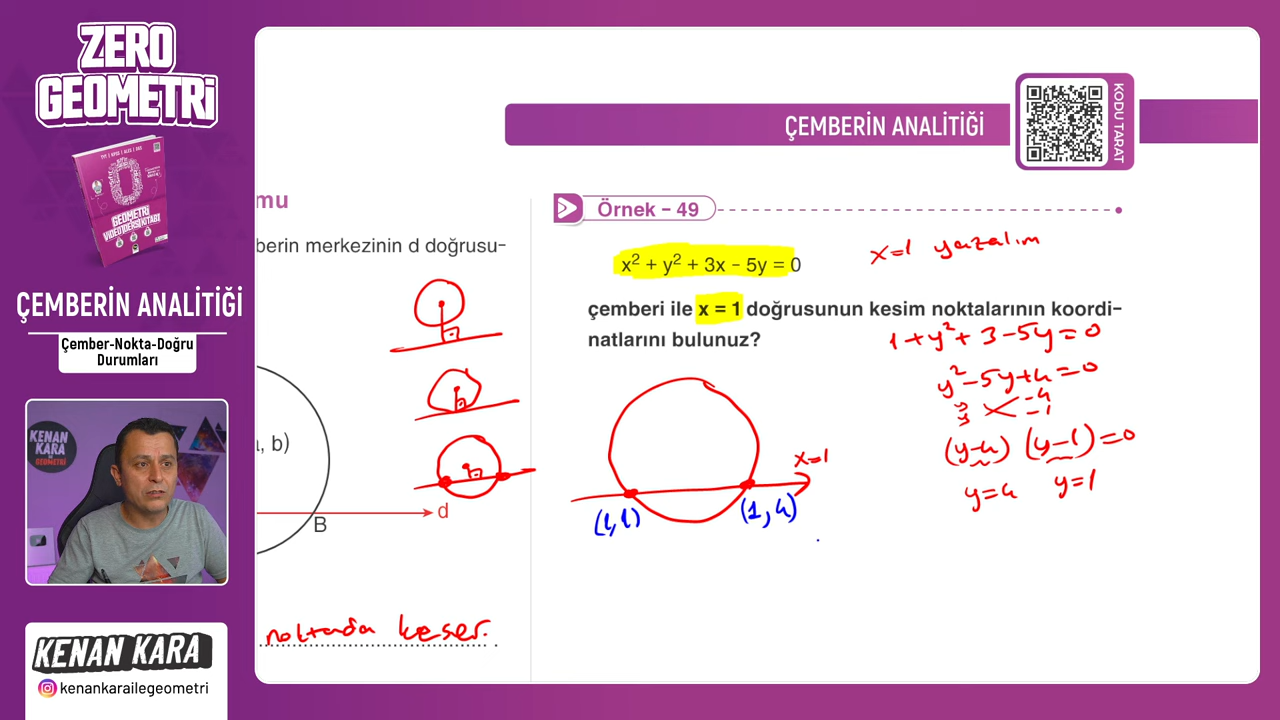 ZERO
GEOMETRİ
GEOMETRİ
VİDEO DERS KİTABI
ÇEMBERİN ANALİTİĞİ
Çember-Nokta-Doğru
Durumları
KENAN
KARA
GEOMETRİ
KENAN KARA
kenankarailegeometri
ÇEMBERİN ANALİTİĞİ
KODU TARAT
mu
berin merkezinin d doğrusu-
, b)
B
d
noktada keser.
Örnek – 49
x² + y² + 3x - 5y = 0
x=1 yazalım
çemberi ile x = 1 doğrusunun kesim noktalarının koordi-
natlarını bulunuz?
1+y²+3-5y=0
y²-5y+4=0
y -4
y -1
(y-4) (y-1)=0
y=4 y=1
x=1
(1,1)
(1,4)